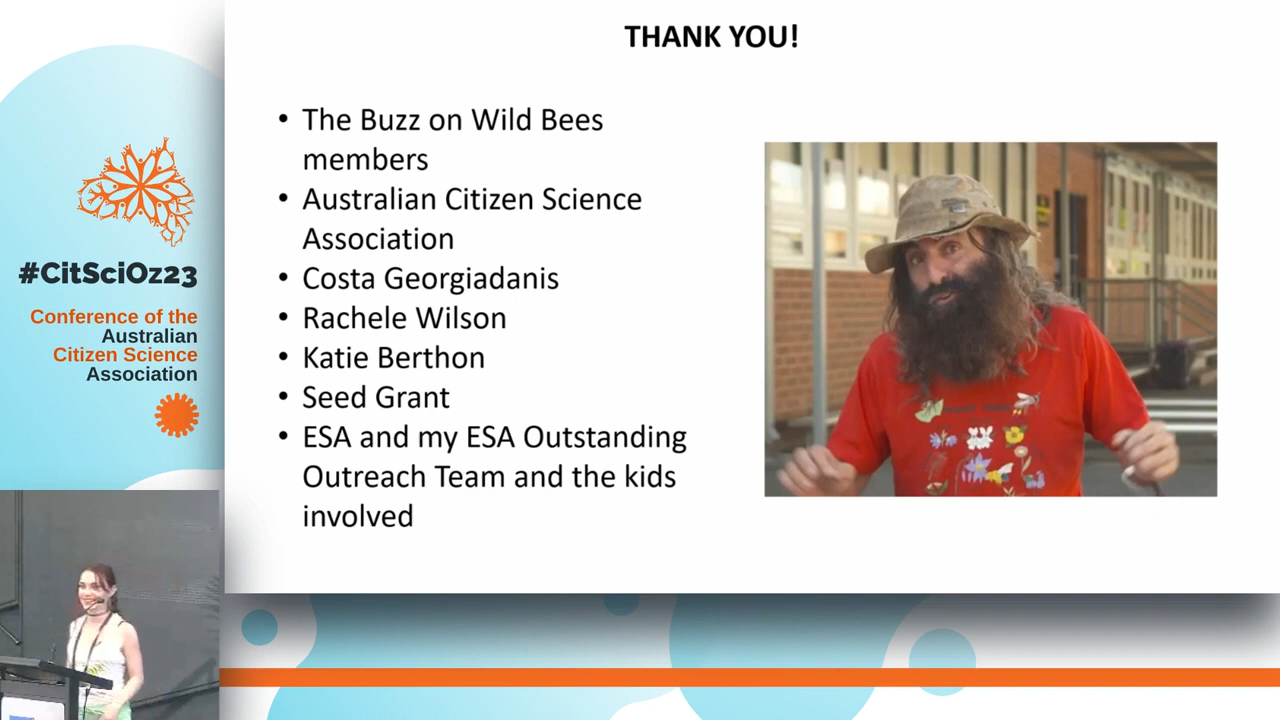 THANK YOU!
• The Buzz on Wild Bees
members
• Australian Citizen Science
Association
• Costa Georgiadanis
• Rachele Wilson
• Katie Berthon
• Seed Grant
• ESA and my ESA Outstanding
Outreach Team and the kids
involved
#CitSciOz23
Conference of the
Australian
Citizen Science
Association